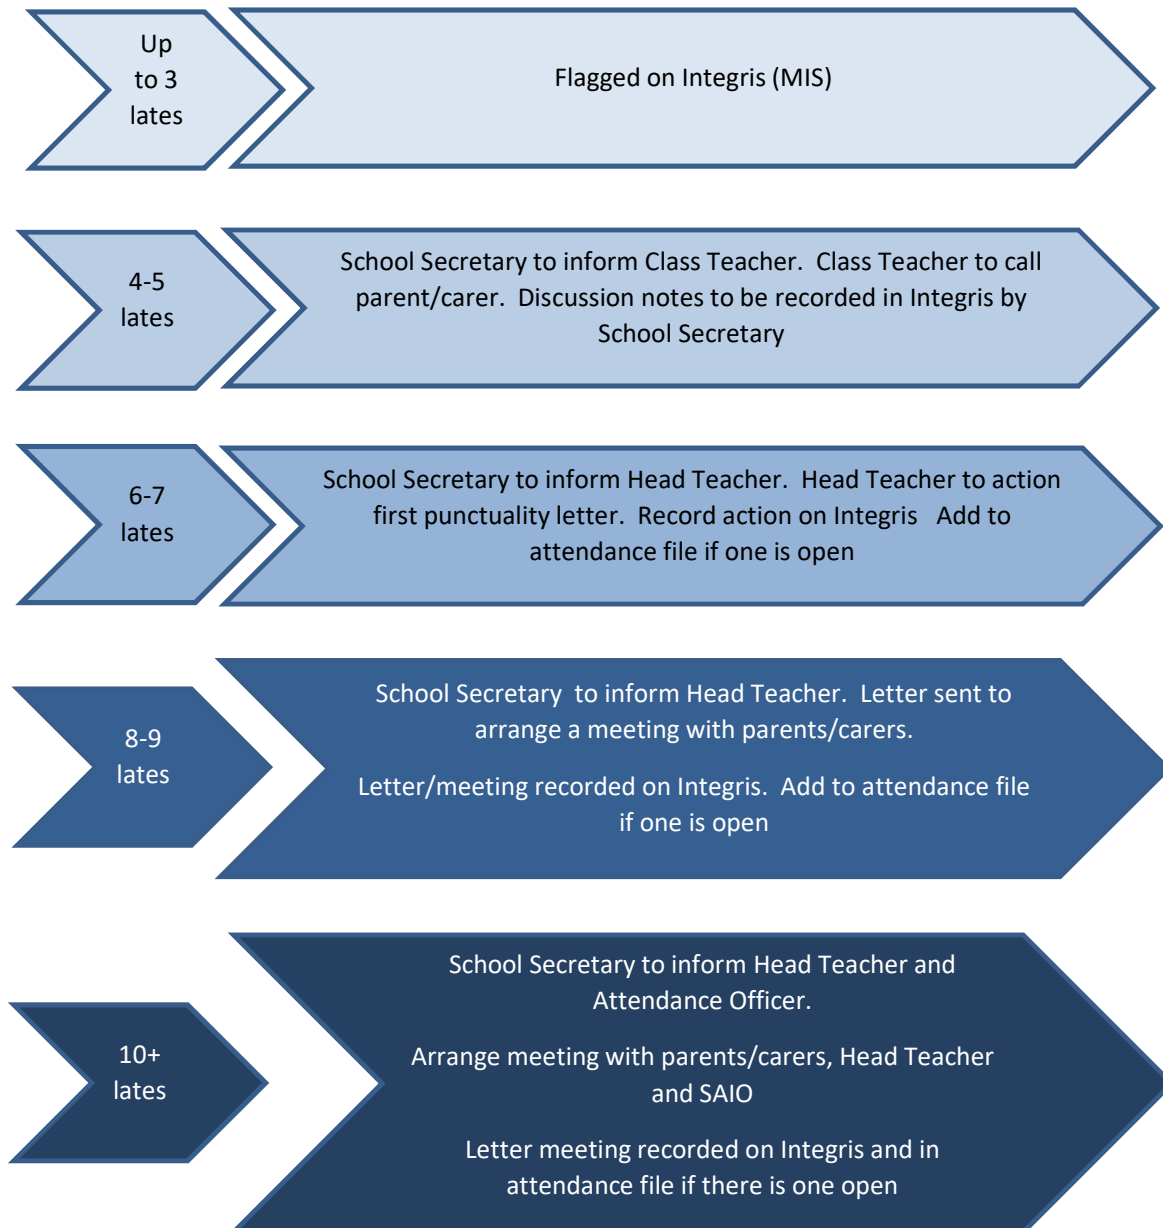 Up
to 3
lates
Flagged on Integris (MIS)
4-5
lates
School Secretary to inform Class Teacher.  Class Teacher to call
parent/carer.  Discussion notes to be recorded in Integris by
School Secretary
6-7
lates
School Secretary to inform Head Teacher.  Head Teacher to action
first punctuality letter.  Record action on Integris   Add to
attendance file if one is open
8-9
lates
School Secretary  to inform Head Teacher.  Letter sent to
arrange a meeting with parents/carers.
Letter/meeting recorded on Integris.  Add to attendance file
if one is open
10+
lates
School Secretary to inform Head Teacher and
Attendance Officer.
Arrange meeting with parents/carers, Head Teacher
and SAIO
Letter meeting recorded on Integris and in
attendance file if there is one open